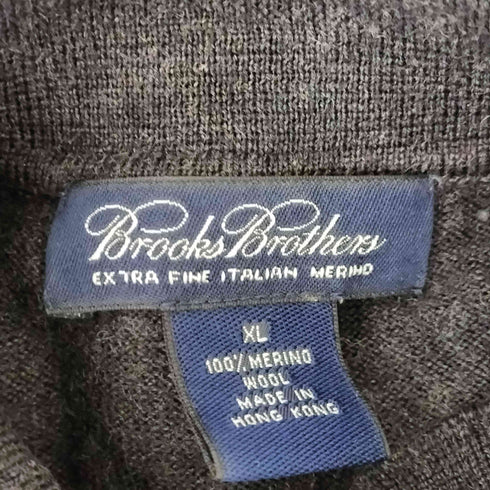 Brooks Brothers
EXTRA FINE ITALIAN MERINO
XL
100% MERINO
WOOL
MADE IN
HONG KONG